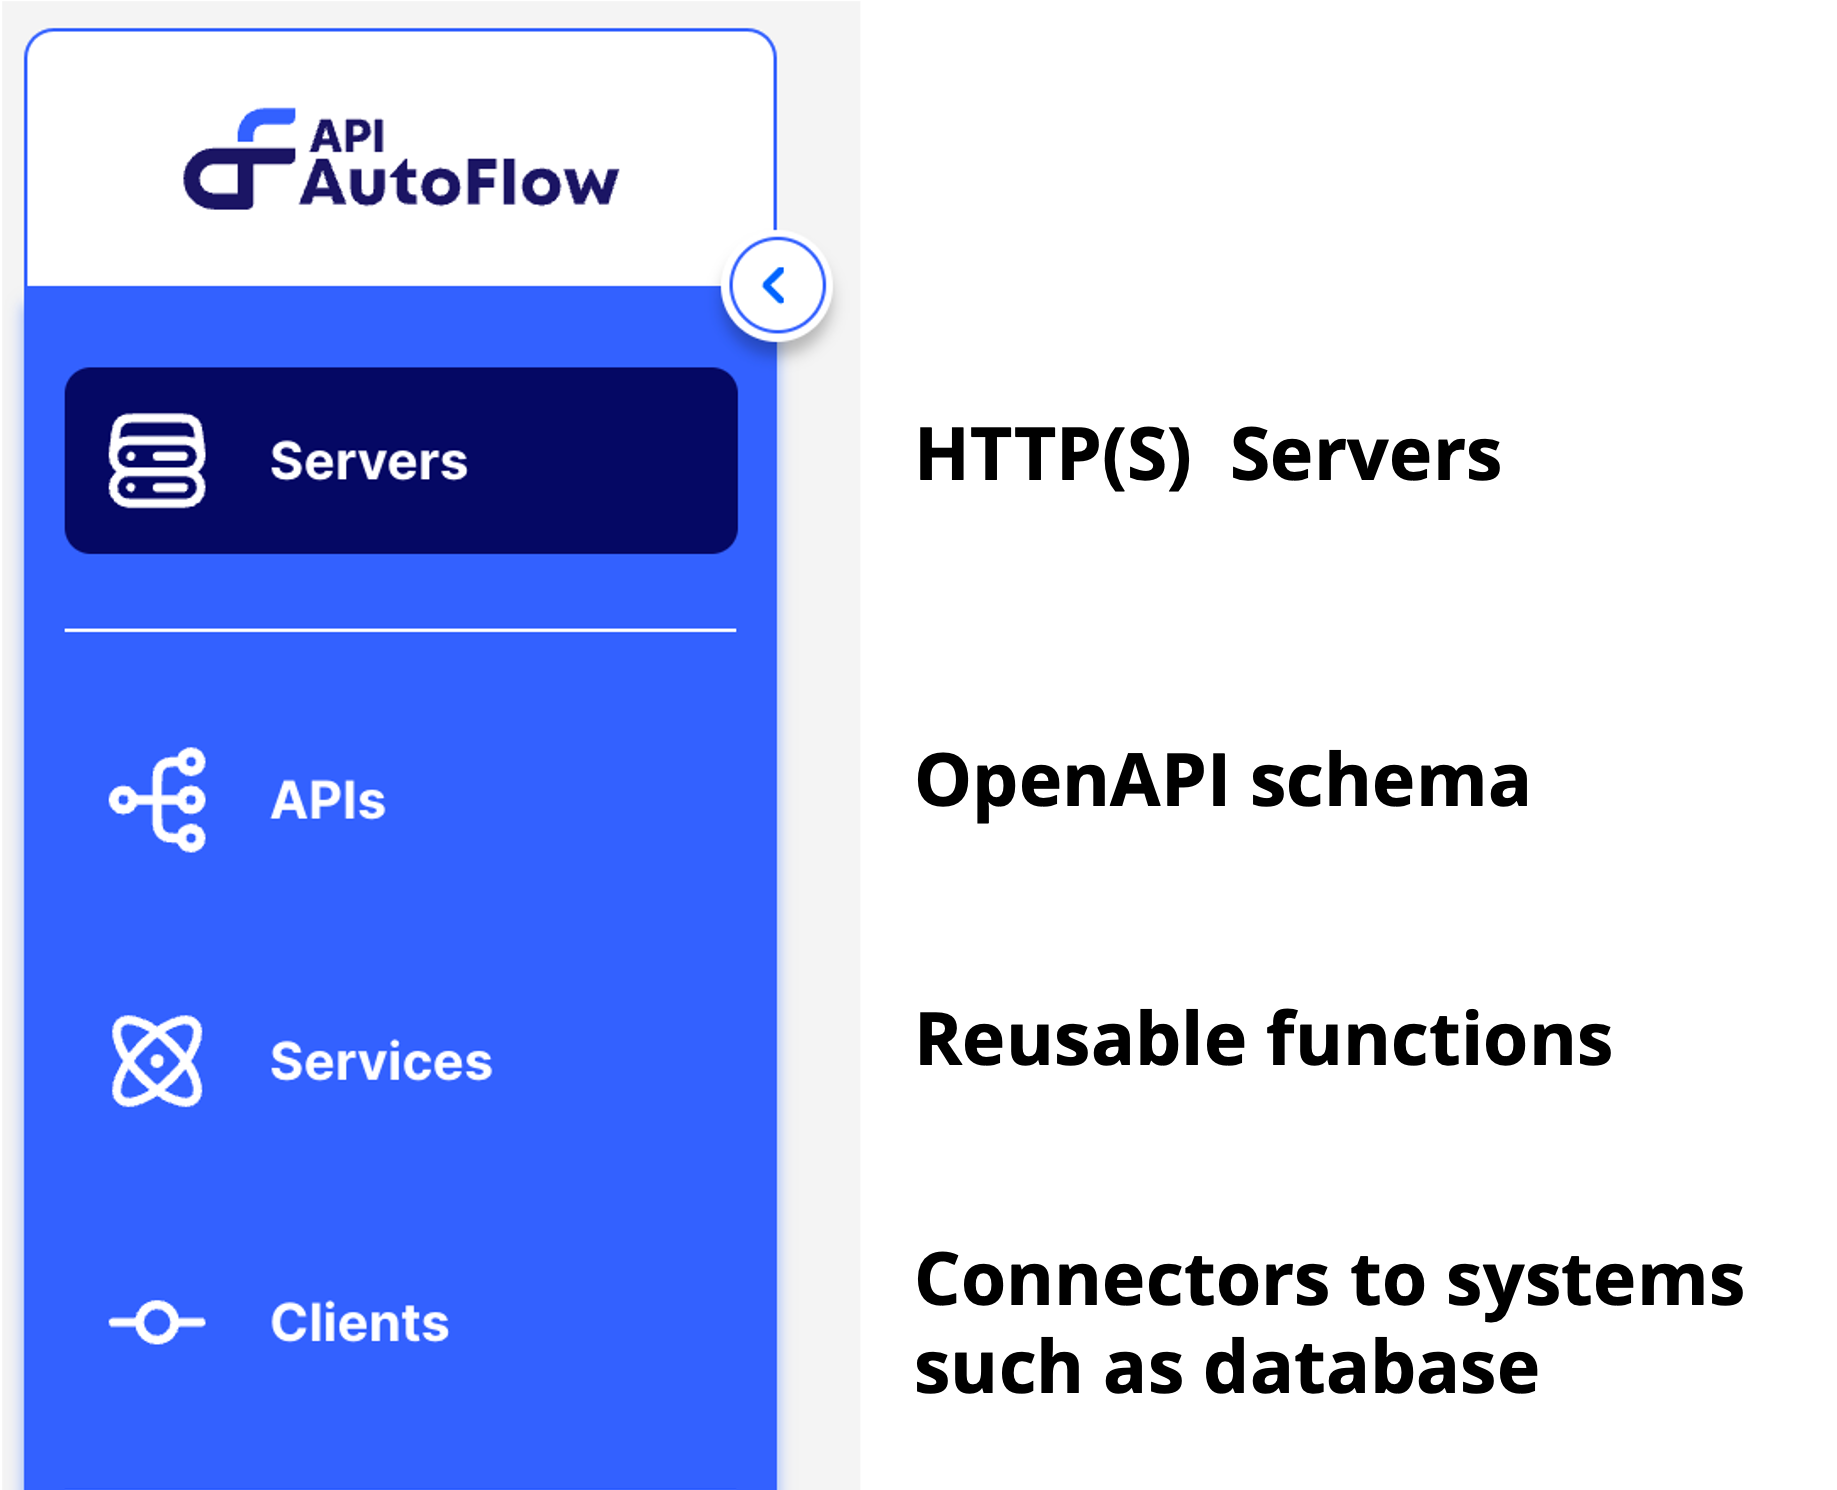 API
AutoFlow
Servers
HTTP(S) Servers
APIs
OpenAPI schema
Services
Reusable functions
Clients
Connectors to systems
such as database